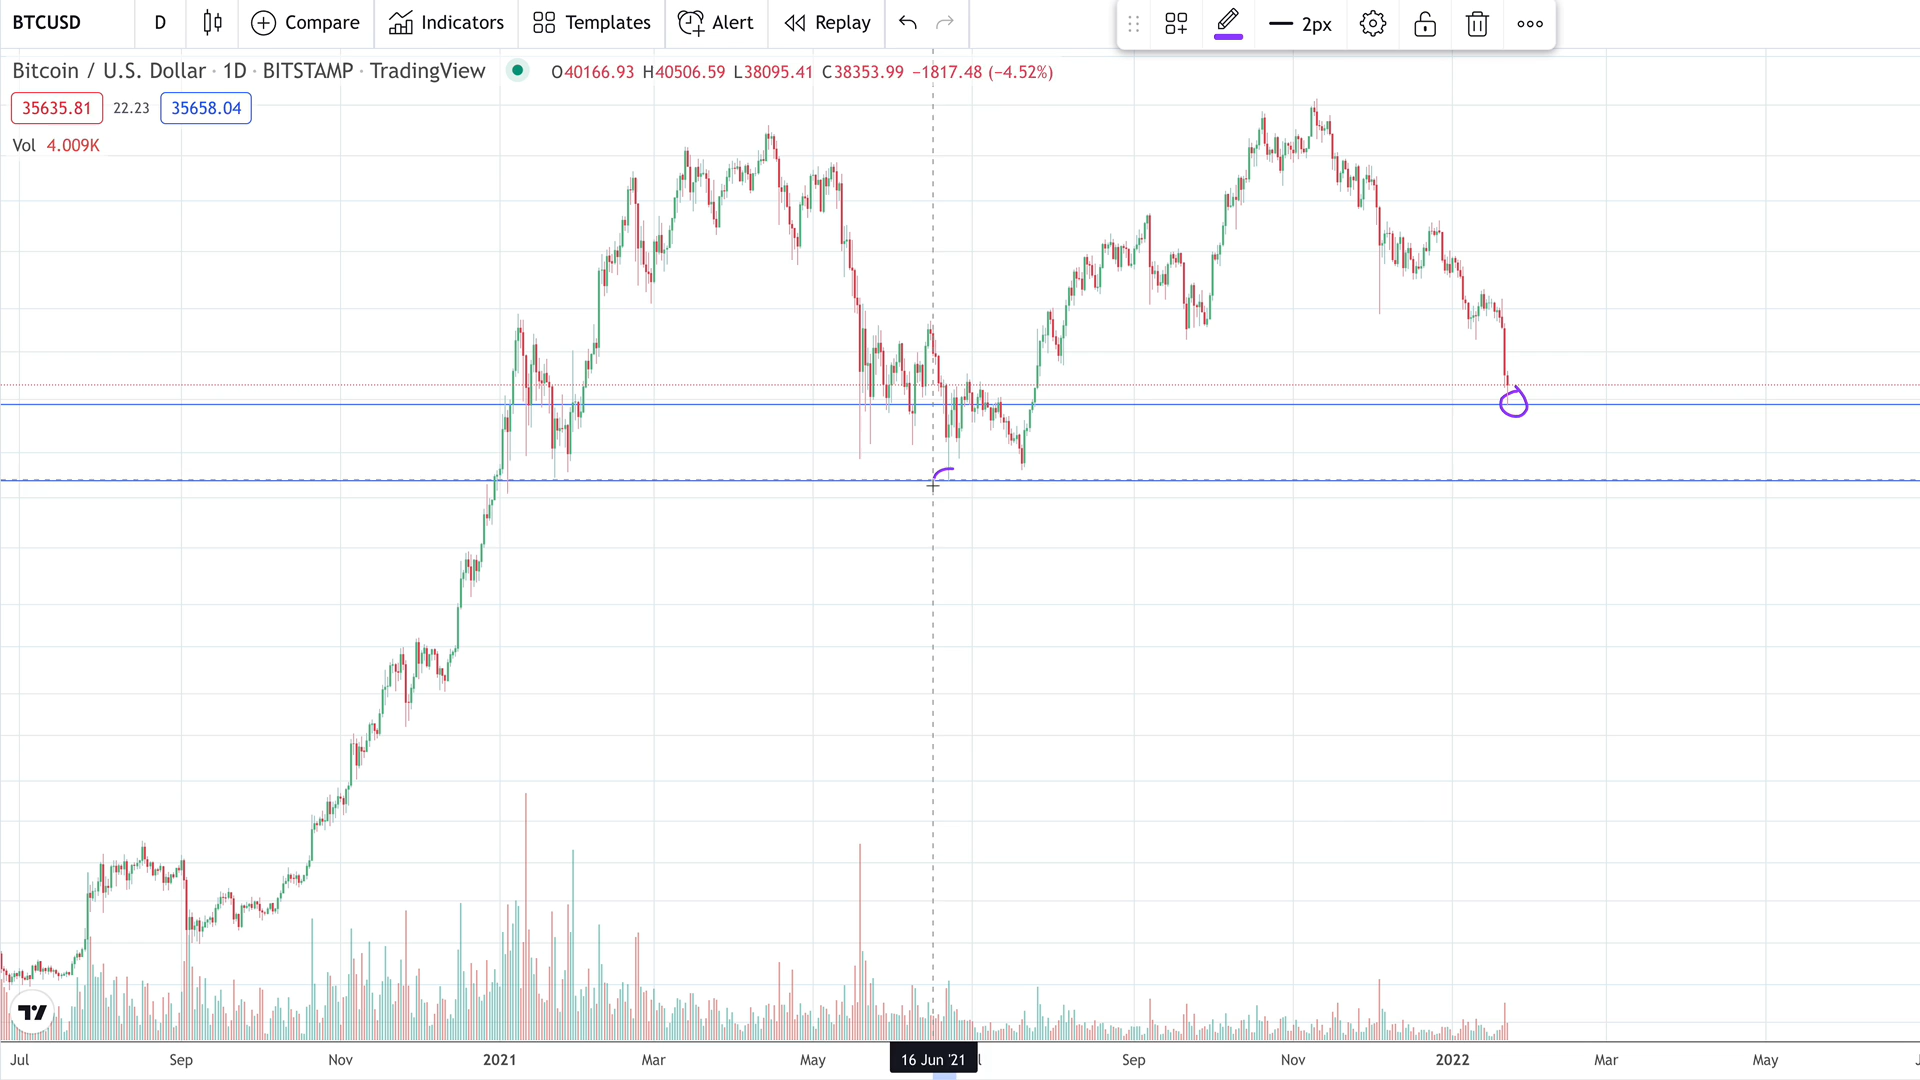 BTCUSD D Compare Indicators Templates Alert Replay 2px
Bitcoin / U.S. Dollar · 1D · BITSTAMP · TradingView O40166.93 H40506.59 L38095.41 C38353.99 −1817.48 (−4.52%)
35635.81 22.23 35658.04
Vol 4.009K
Jul Sep Nov 2021 Mar May 16 Jun '21 Sep Nov 2022 Mar May